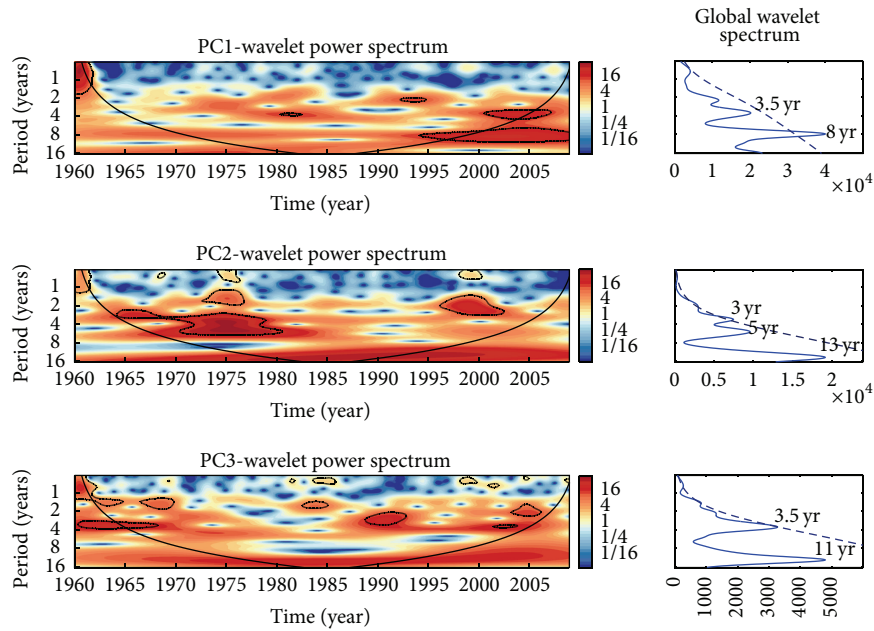 Global wavelet
spectrum
PC1-wavelet power spectrum
Period (years)
1
2
4
8
16
1960 1965 1970 1975 1980 1985 1990 1995 2000 2005
Time (year)
16
4
1
1/4
1/16
3.5 yr
8 yr
0 1 2 3 4
×10⁴
PC2-wavelet power spectrum
Period (years)
1
2
4
8
16
1960 1965 1970 1975 1980 1985 1990 1995 2000 2005
Time (year)
16
4
1
1/4
1/16
3 yr
5 yr
13 yr
0 0.5 1 1.5 2
×10⁴
PC3-wavelet power spectrum
Period (years)
1
2
4
8
16
1960 1965 1970 1975 1980 1985 1990 1995 2000 2005
Time (year)
16
4
1
1/4
1/16
3.5 yr
11 yr
0 1000 2000 3000 4000 5000